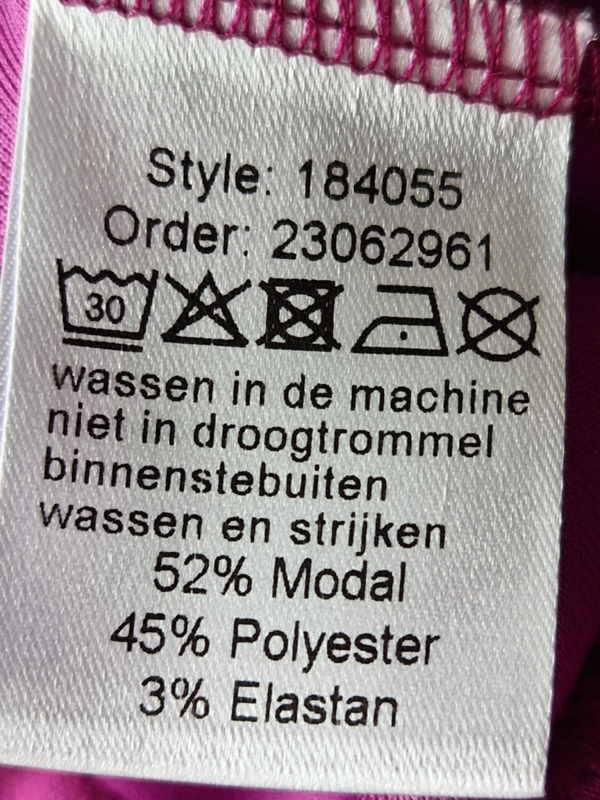 Style: 184055
Order: 23062961
30
wassen in de machine
niet in droogtrommel
binnenstebuiten
wassen en strijken
52% Modal
45% Polyester
3% Elastan